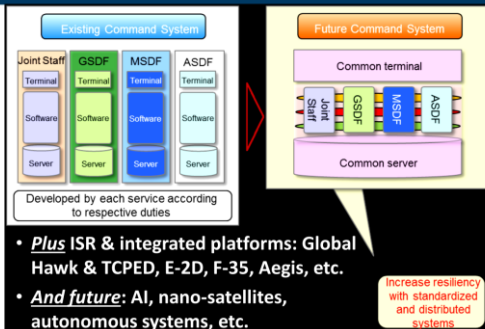 Existing Command System
Joint Staff GSDF MSDF ASDF
Terminal Terminal Terminal Terminal
Software Software Software Software
Server Server Server Server
Developed by each service according
to respective duties
Future Command System
Common terminal
Joint
Staff
GSDF
MSDF
ASDF
Common server
• Plus ISR & integrated platforms: Global
Hawk & TCPED, E-2D, F-35, Aegis, etc.
• And future: AI, nano-satellites,
autonomous systems, etc.
Increase resiliency
with standardized
and distributed
systems